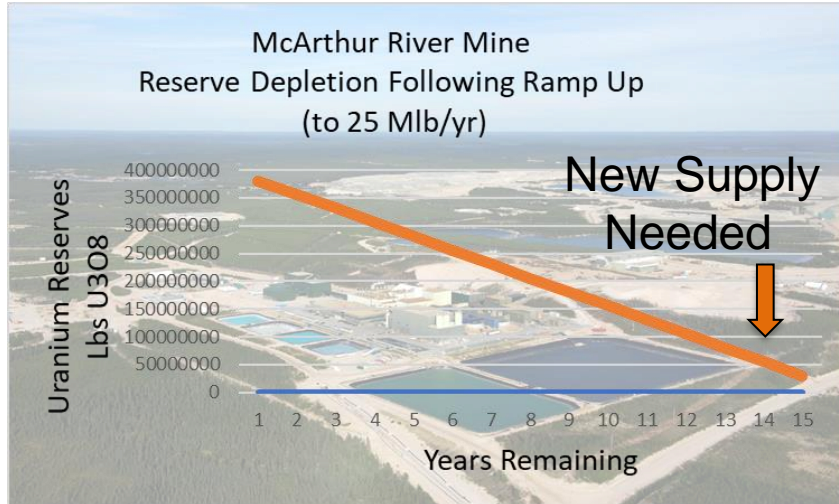 McArthur River Mine
Reserve Depletion Following Ramp Up
(to 25 Mlb/yr)
Uranium Reserves
Lbs U3O8
400000000
350000000
300000000
250000000
200000000
150000000
100000000
50000000
0
New Supply
Needed
1 2 3 4 5 6 7 8 9 10 11 12 13 14 15
Years Remaining